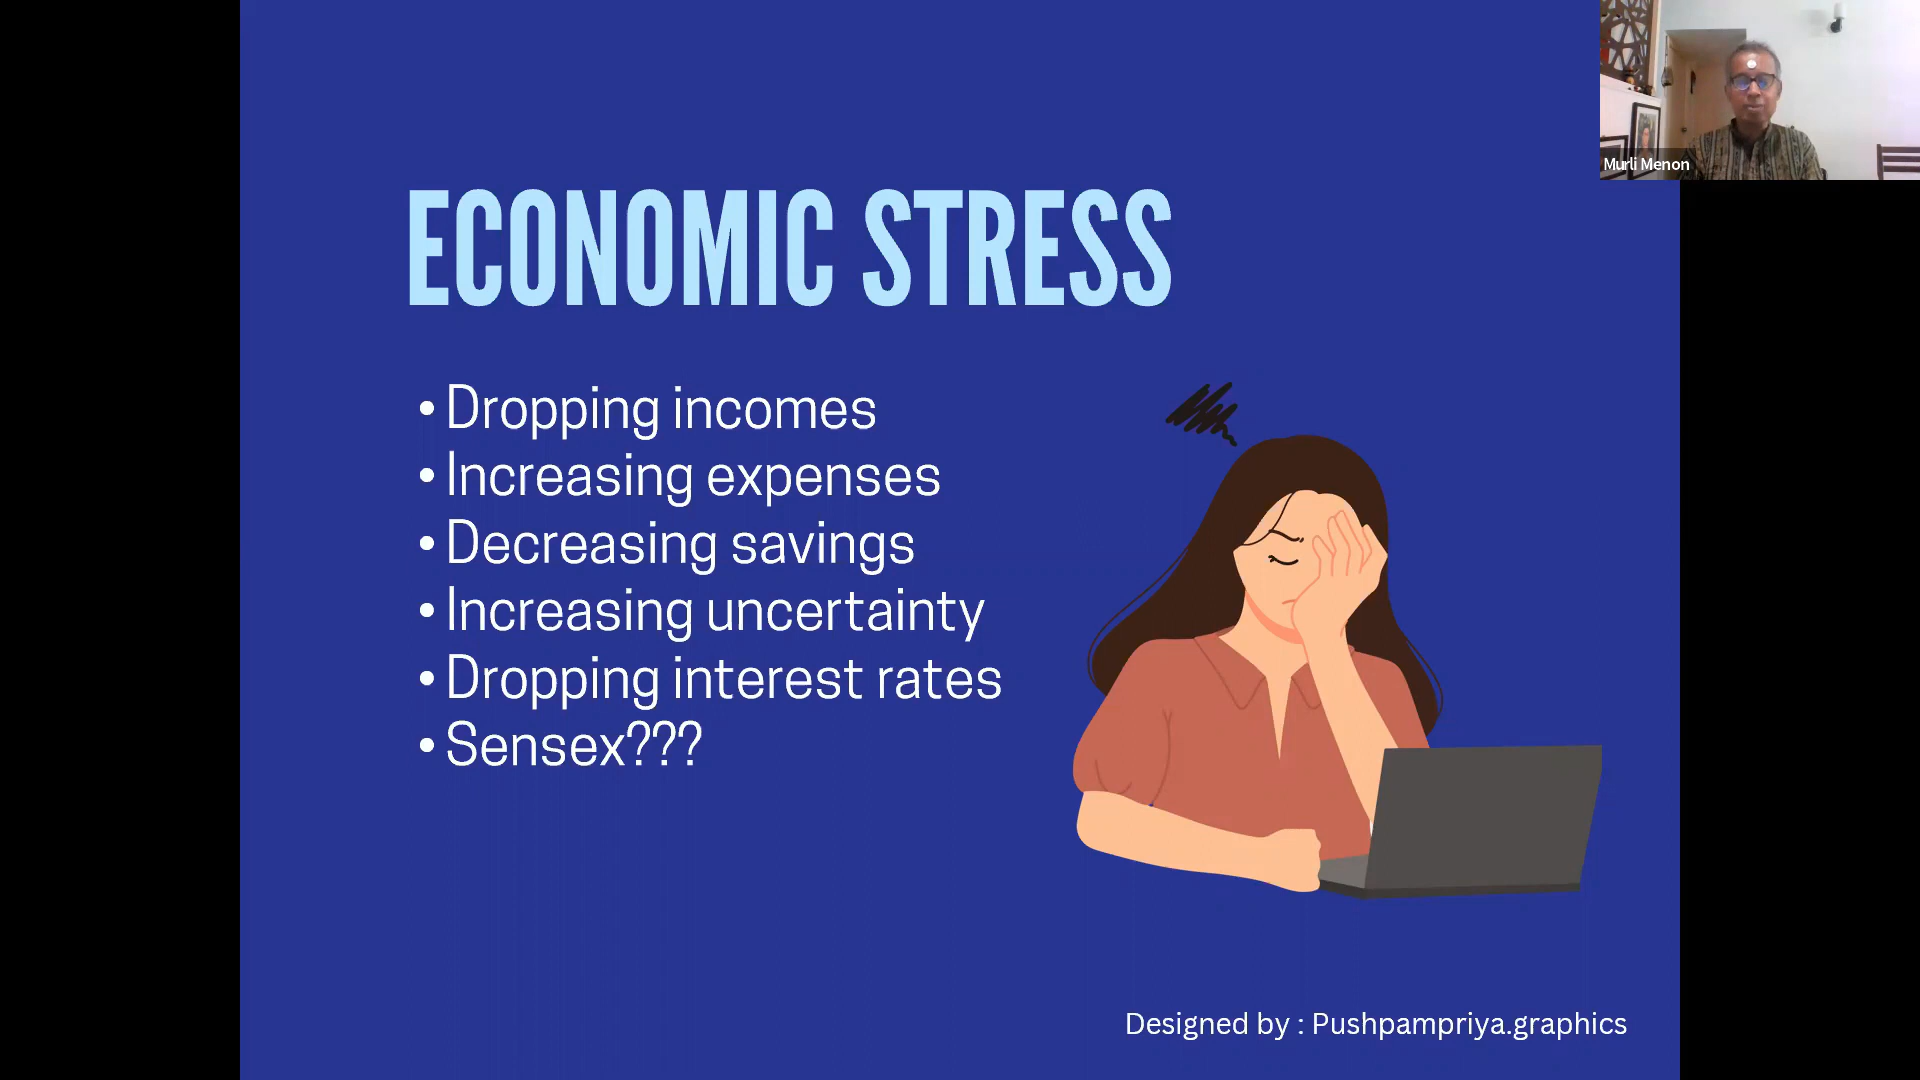 Murli Menon
ECONOMIC STRESS
• Dropping incomes
• Increasing expenses
• Decreasing savings
• Increasing uncertainty
• Dropping interest rates
• Sensex???
Designed by : Pushpampriya.graphics